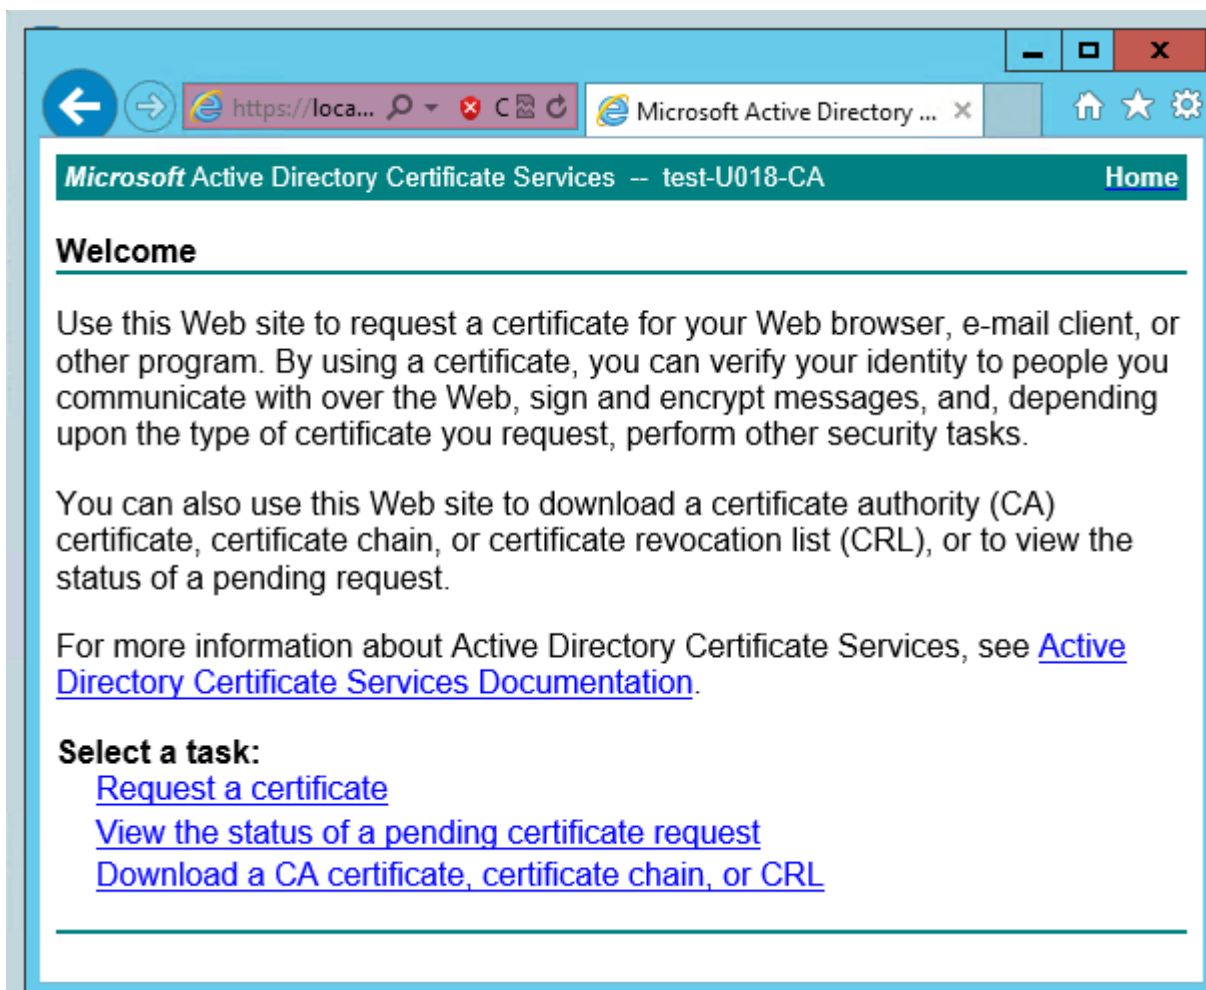 https://loca...
Microsoft Active Directory ...
Microsoft Active Directory Certificate Services -- test-U018-CA Home
Welcome
Use this Web site to request a certificate for your Web browser, e-mail client, or
other program. By using a certificate, you can verify your identity to people you
communicate with over the Web, sign and encrypt messages, and, depending
upon the type of certificate you request, perform other security tasks.
You can also use this Web site to download a certificate authority (CA)
certificate, certificate chain, or certificate revocation list (CRL), or to view the
status of a pending request.
For more information about Active Directory Certificate Services, see Active
Directory Certificate Services Documentation.
Select a task:
Request a certificate
View the status of a pending certificate request
Download a CA certificate, certificate chain, or CRL